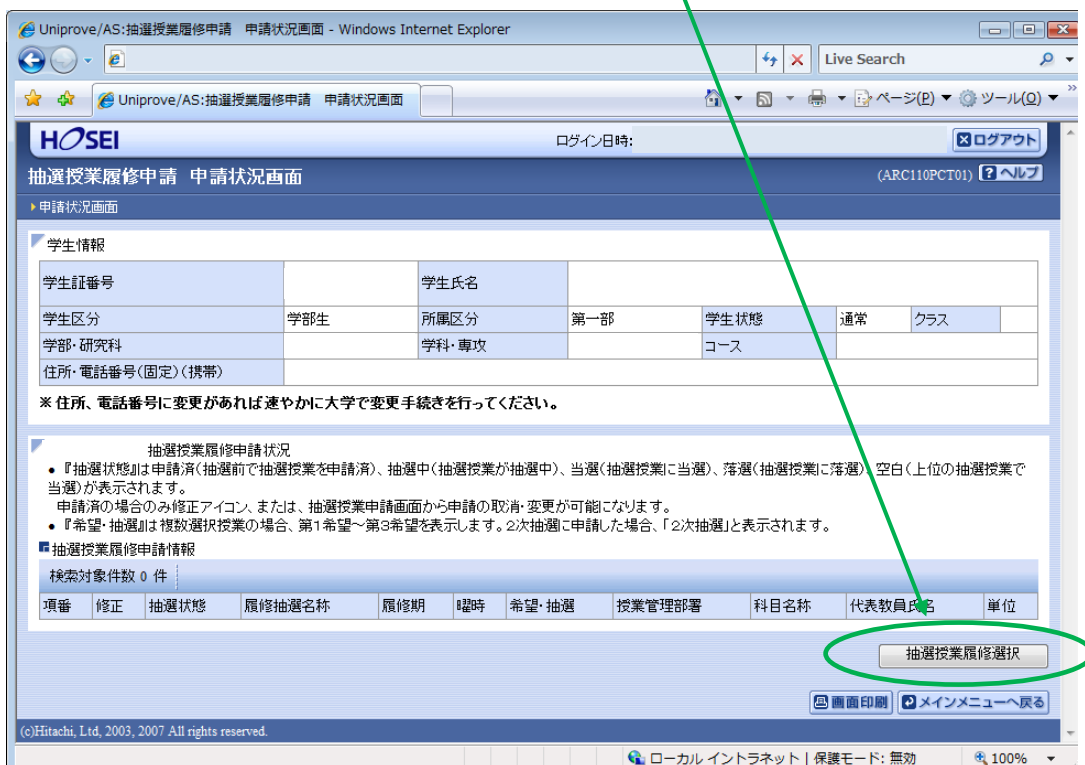 Uniprove/AS:抽選授業履修申請　申請状況画面 - Windows Internet Explorer
Live Search
Uniprove/AS:抽選授業履修申請　申請状況画面
ページ(P) ツール(O)
HOSEI ログイン日時: ログアウト
抽選授業履修申請　申請状況画面 (ARC110PCT01) ? ヘルプ
申請状況画面
学生情報
学生証番号 学生氏名
学生区分 学部生 所属区分 第一部 学生状態 通常 クラス
学部・研究科 学科・専攻 コース
住所・電話番号(固定)(携帯)
※住所、電話番号に変更があれば速やかに大学で変更手続きを行ってください。
抽選授業履修申請状況
● 『抽選状態』は申請済(抽選前で抽選授業を申請済)、抽選中(抽選授業が抽選中)、当選(抽選授業に当選)、落選(抽選授業に落選)、空白(上位の抽選授業で
当選)が表示されます。
申請済の場合のみ修正アイコン、または、抽選授業申請画面から申請の取消・変更が可能になります。
● 『希望・抽選』は複数選択授業の場合、第1希望～第3希望を表示します。2次抽選に申請した場合、「2次抽選」と表示されます。
抽選授業履修申請情報
検索対象件数 0 件
項番 修正 抽選状態 履修抽選名称 履修期 曜時 希望・抽選 授業管理部署 科目名称 代表教員氏名 単位
抽選授業履修選択
画面印刷 メインメニューへ戻る
(c)Hitachi, Ltd, 2003, 2007 All rights reserved.
ローカル イントラネット | 保護モード: 無効 100%